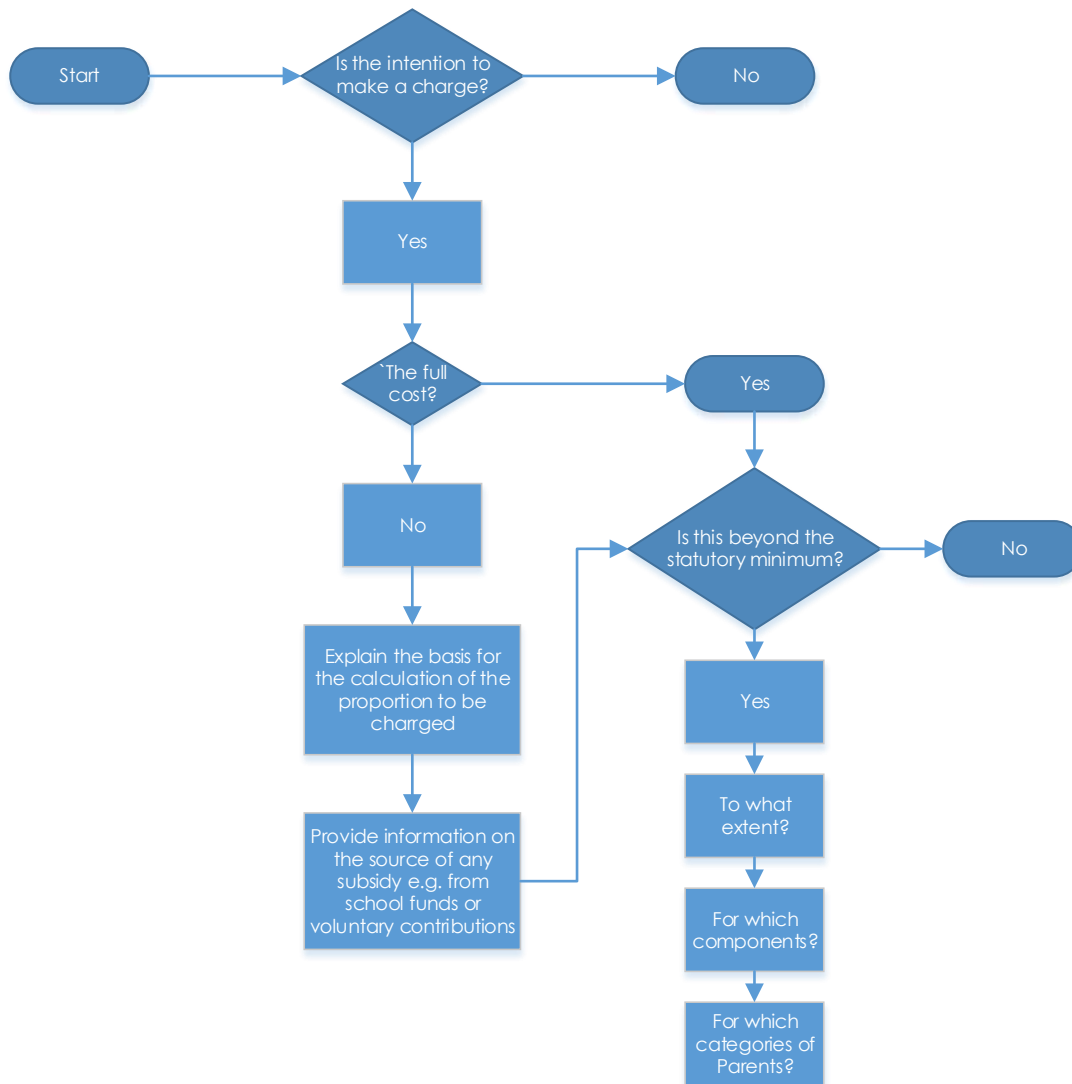 Start
Is the intention to
make a charge?
No
Yes
`The full
cost?
Yes
No
Is this beyond the
statutory minimum?
No
Explain the basis for
the calculation of the
proportion to be
charrged
Yes
Provide information on
the source of any
subsidy e.g. from
school funds or
voluntary contributions
To what
extent?
For which
components?
For which
categories of
Parents?